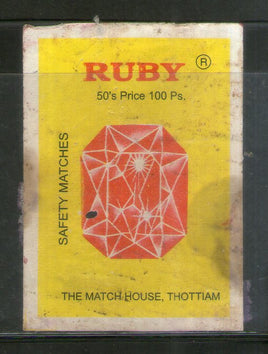 RUBY ®
50's Price 100 Ps.
SAFETY MATCHES
THE MATCH HOUSE, THOTTIAM